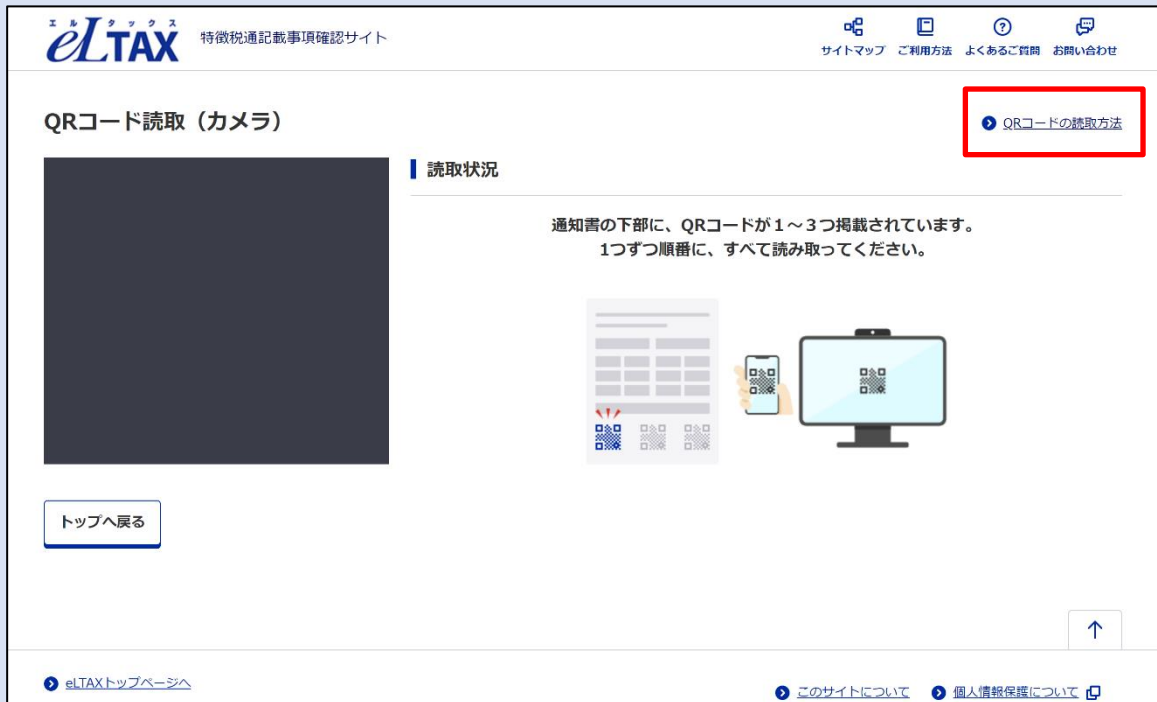 エルタックス
eLTAX
特徴税通記載事項確認サイト
サイトマップ
ご利用方法
よくあるご質問
お問い合わせ
QRコード読取（カメラ）
QRコードの読取方法
読取状況
通知書の下部に、QRコードが１～３つ掲載されています。
1つずつ順番に、すべて読み取ってください。
トップへ戻る
eLTAXトップページへ
このサイトについて
個人情報保護について